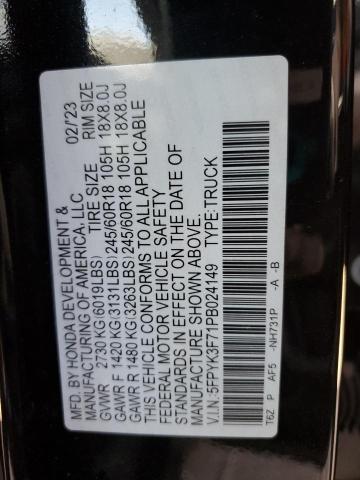 MFD. BY HONDA DEVELOPMENT & 02/23
MANUFACTURING OF AMERICA, LLC
TIRE SIZE RIM SIZE
GVWR 2730 KG(6019LBS)
GAWR F 1420 KG(3131LBS)245/60R18 105H 18X8.0J
GAWR R 1480 KG(3263LBS)245/60R18 105H 18X8.0J
THIS VEHICLE CONFORMS TO ALL APPLICABLE
FEDERAL MOTOR VEHICLE SAFETY
STANDARDS IN EFFECT ON THE DATE OF
MANUFACTURE SHOWN ABOVE.
V.I.N.:5FPYK3F71PB024149 TYPE:TRUCK
T6Z P AF5 -NH731P -A -B